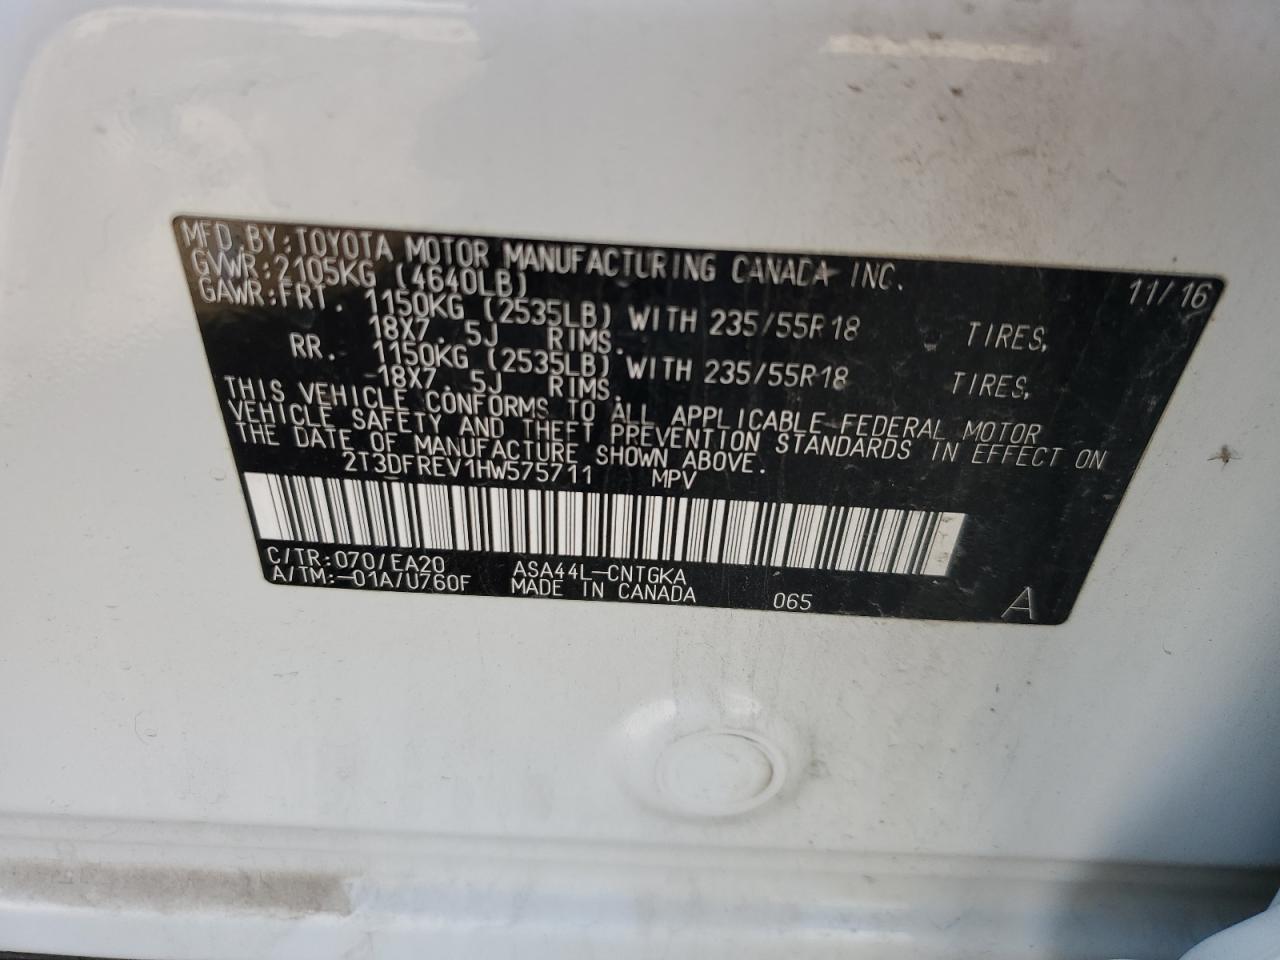 MFD. BY: TOYOTA MOTOR MANUFACTURING CANADA INC. 11/16
GVWR: 2105KG (4640LB)
GAWR: FRT. 1150KG (2535LB) WITH 235/55R18 TIRES,
18X7. 5J RIMS.
RR. 1150KG (2535LB) WITH 235/55R18 TIRES,
18X7. 5J RIMS.
THIS VEHICLE CONFORMS TO ALL APPLICABLE FEDERAL MOTOR
VEHICLE SAFETY AND THEFT PREVENTION STANDARDS IN EFFECT ON
THE DATE OF MANUFACTURE SHOWN ABOVE.
2T3DFREV1HW575711 MPV
C/TR: 070/EA20 ASA44L-CNTGKA
A/TM: -01A/U760F MADE IN CANADA 065 A